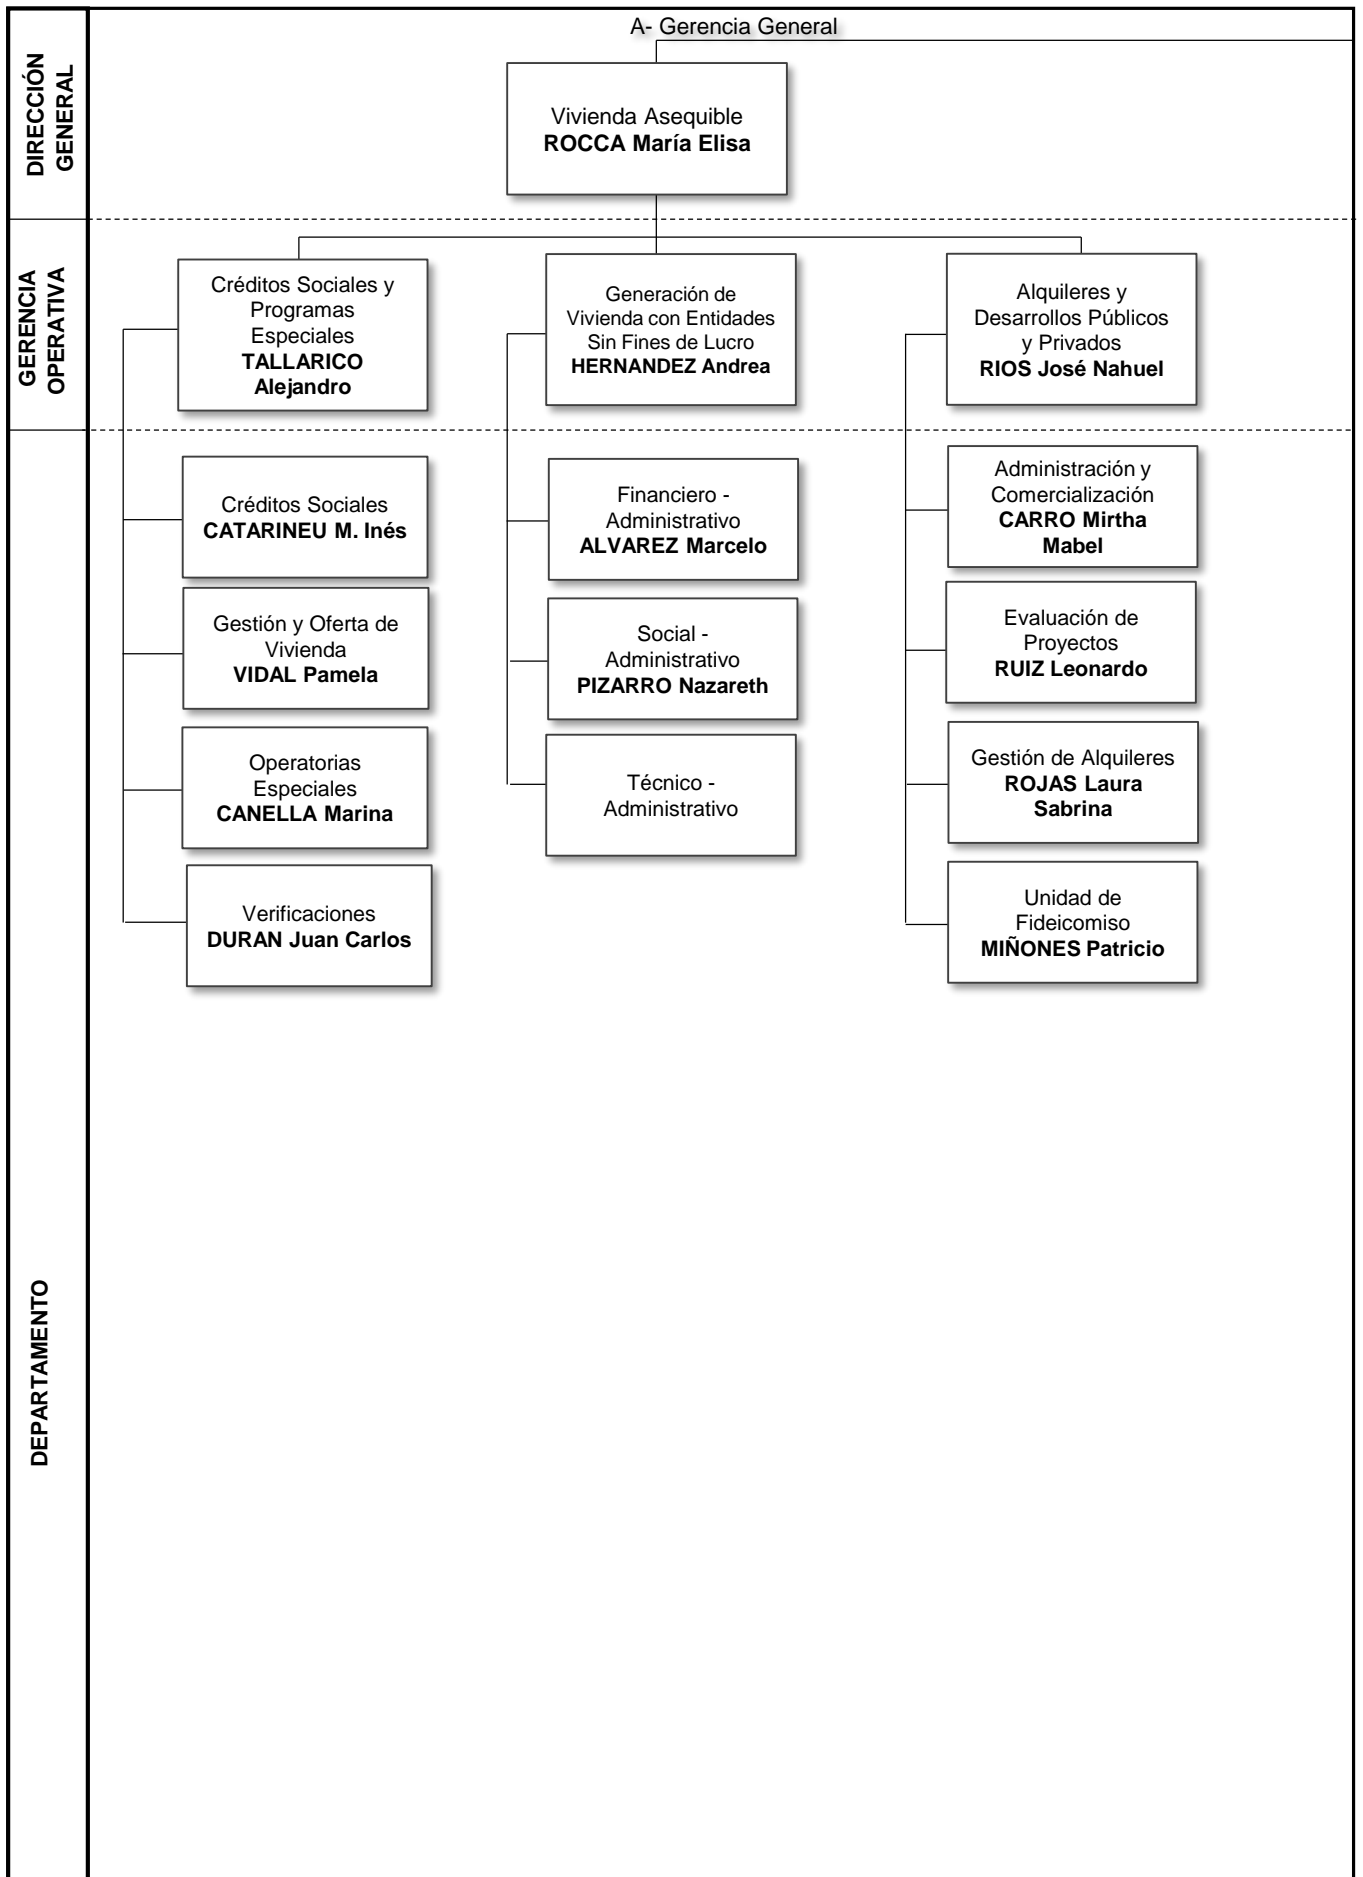 A- Gerencia General
DIRECCIÓN
GENERAL
Vivienda Asequible
ROCCA María Elisa
GERENCIA
OPERATIVA
Créditos Sociales y
Programas
Especiales
TALLARICO
Alejandro
Generación de
Vivienda con Entidades
Sin Fines de Lucro
HERNANDEZ Andrea
Alquileres y
Desarrollos Públicos
y Privados
RIOS José Nahuel
DEPARTAMENTO
Créditos Sociales
CATARINEU M. Inés
Gestión y Oferta de
Vivienda
VIDAL Pamela
Operatorias
Especiales
CANELLA Marina
Verificaciones
DURAN Juan Carlos
Financiero -
Administrativo
ALVAREZ Marcelo
Social -
Administrativo
PIZARRO Nazareth
Técnico -
Administrativo
Administración y
Comercialización
CARRO Mirtha
Mabel
Evaluación de
Proyectos
RUIZ Leonardo
Gestión de Alquileres
ROJAS Laura
Sabrina
Unidad de
Fideicomiso
MIÑONES Patricio